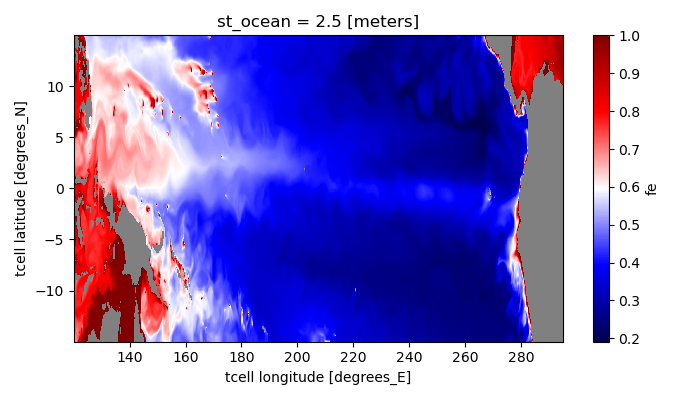 st_ocean = 2.5 [meters]
tcell latitude [degrees_N]
10
5
0
−5
−10
140 160 180 200 220 240 260 280
tcell longitude [degrees_E]
1.0
0.9
0.8
0.7
0.6
0.5
0.4
0.3
0.2
fe